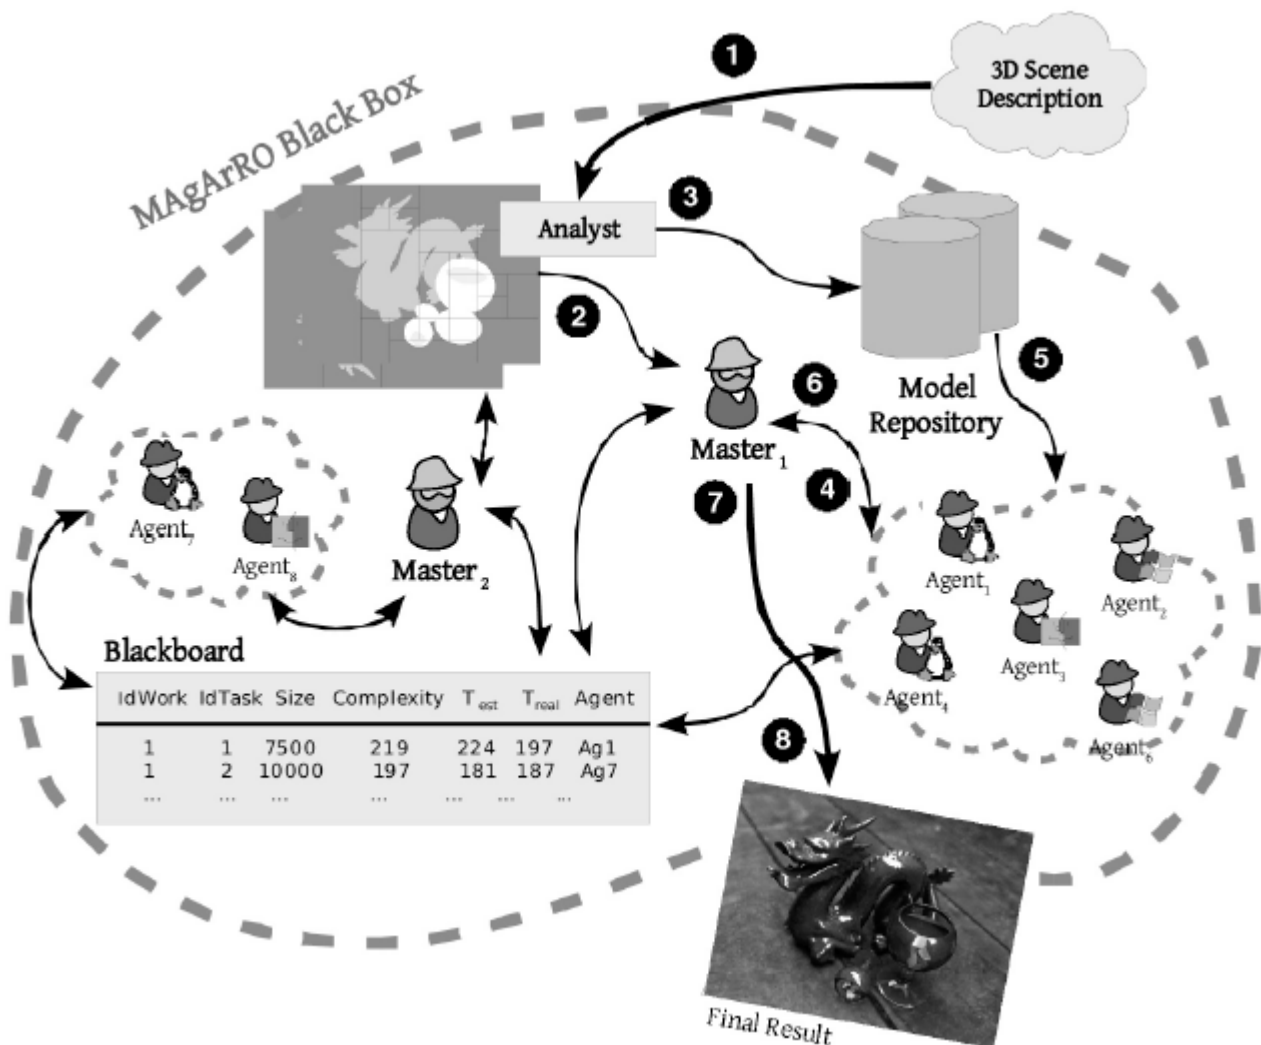 1
3D Scene
Description
MAgArRO Black Box
Analyst
3
2
5
6
Model
Repository
Master1
4
7
Agent7
Agent8
Master2
Agent1
Agent2
Agent3
Agent4
Agent6
Blackboard
IdWork IdTask Size Complexity Test Treal Agent
1 1 7500 219 224 197 Ag1
1 2 10000 197 181 187 Ag7
... ... ... ... ... ... ...
8
Final Result